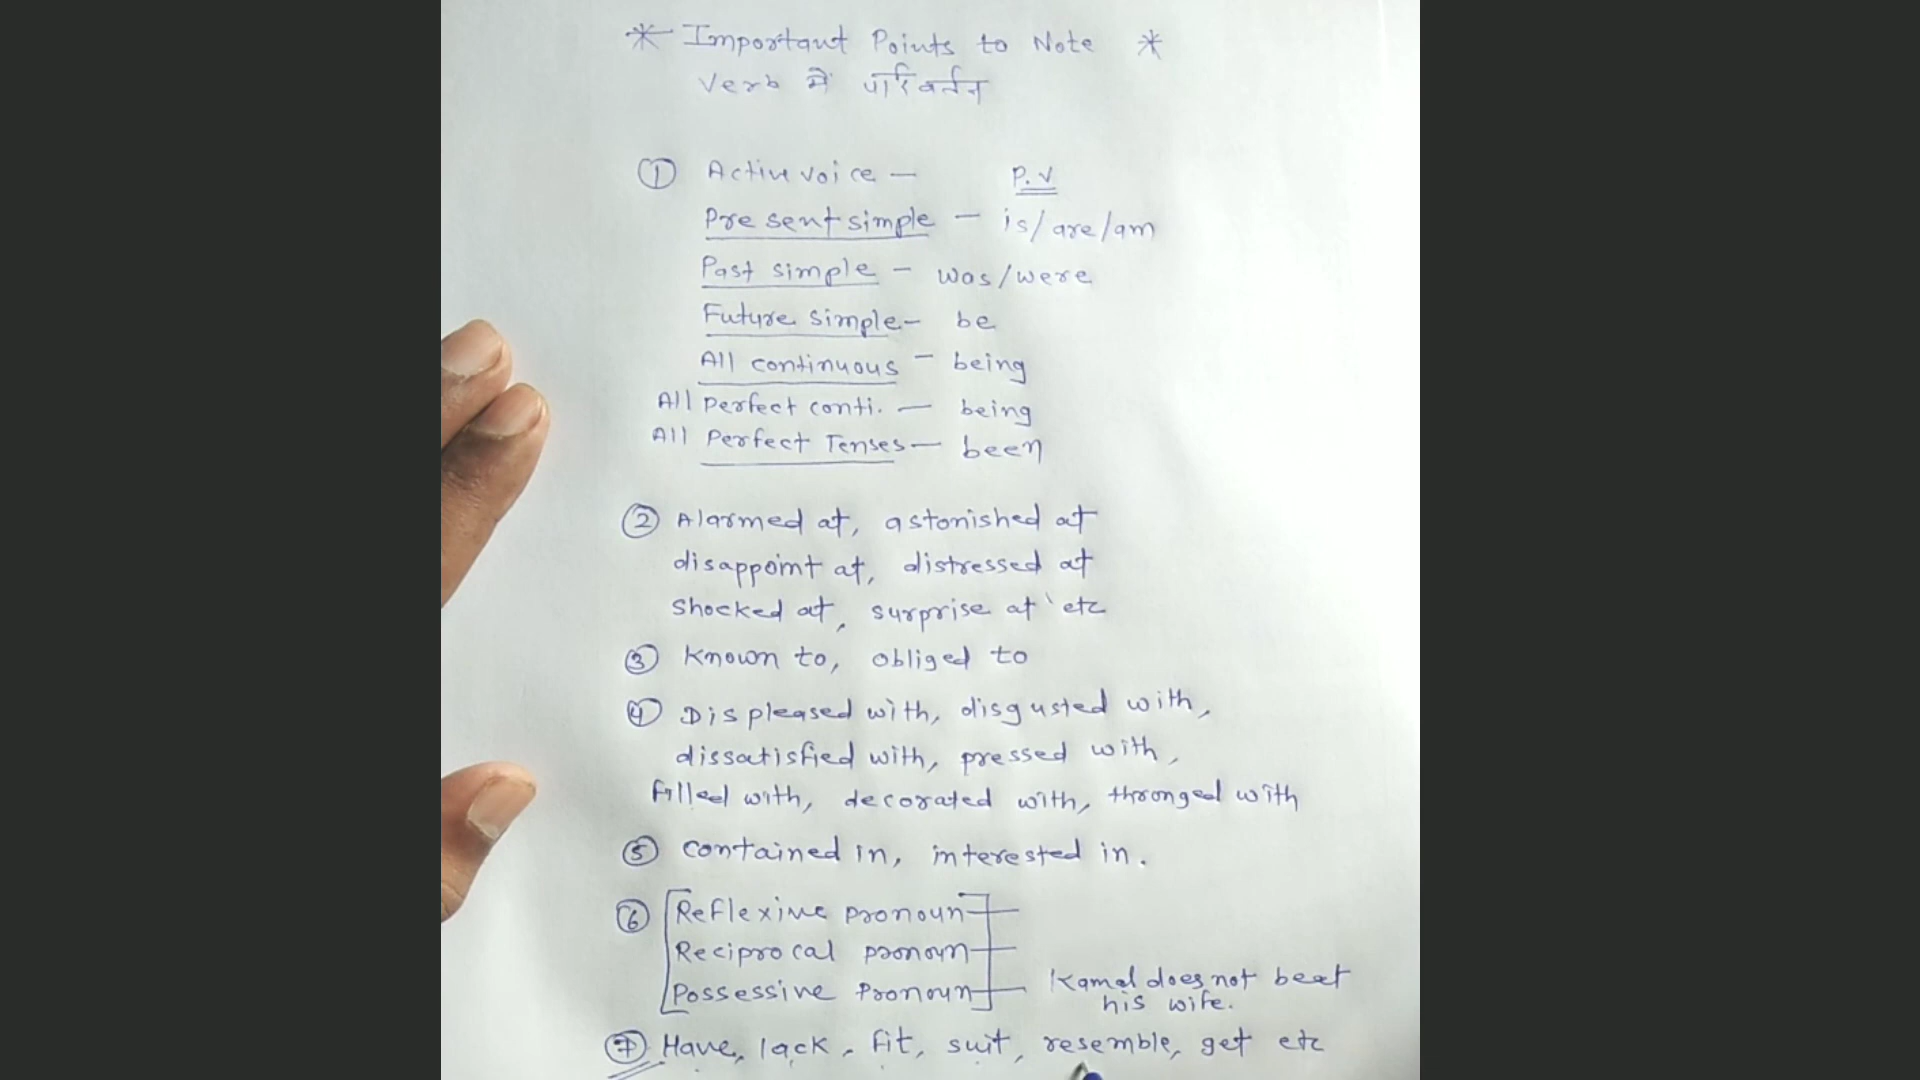 * Important Points to Note *
Verb में परिवर्तन
① Active voice — P.V
Present simple — is/are/am
Past simple — was/were
Future simple — be
All continuous — being
All perfect conti. — being
All Perfect Tenses — been
② Alarmed at, astonished at
disappoint at, distressed at
shocked at, surprise at etc
③ Known to, obliged to
④ Displeased with, disgusted with,
dissatisfied with, pressed with,
filled with, decorated with, thronged with
⑤ contained in, interested in.
⑥ [Reflexive pronoun] —
Reciprocal pronoun —
Possessive Pronoun — Kamal does not beat
his wife.
⑦ Have, lack, fit, suit, resemble, get etc